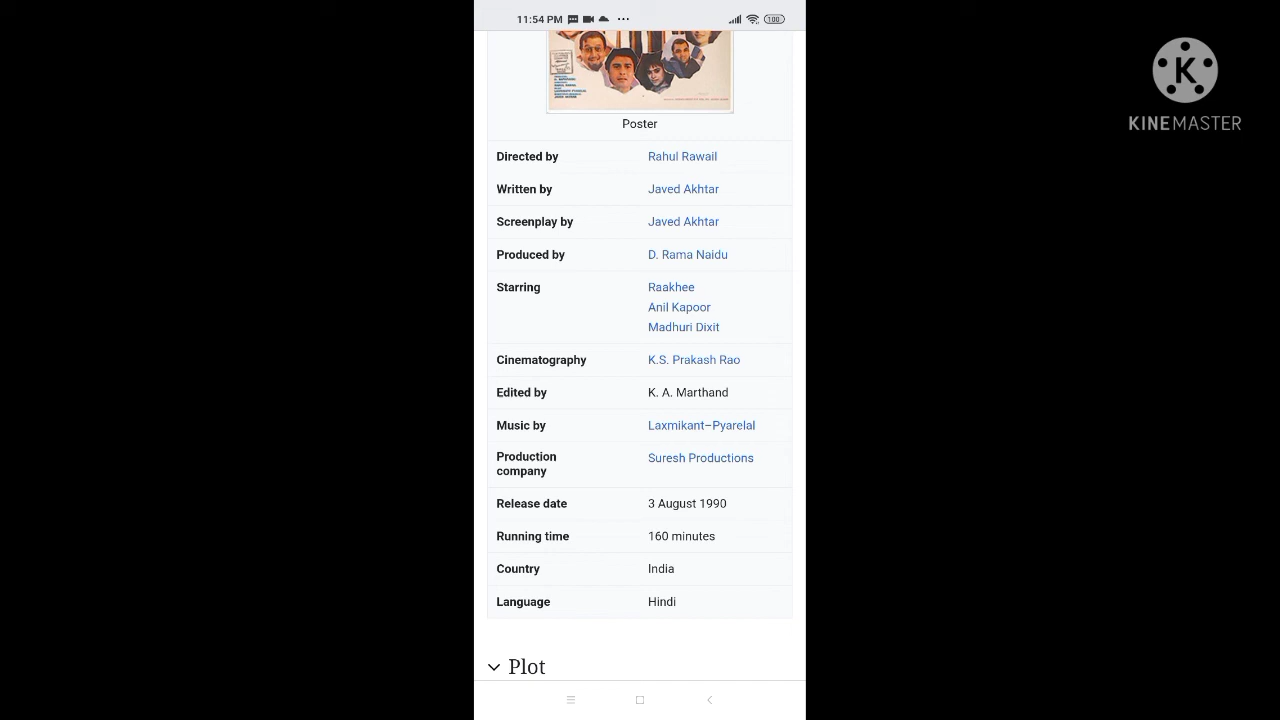 11:54 PM
100
KINEMASTER
Poster
Directed by Rahul Rawail
Written by Javed Akhtar
Screenplay by Javed Akhtar
Produced by D. Rama Naidu
Starring Raakhee
Anil Kapoor
Madhuri Dixit
Cinematography K.S. Prakash Rao
Edited by K. A. Marthand
Music by Laxmikant–Pyarelal
Production company Suresh Productions
Release date 3 August 1990
Running time 160 minutes
Country India
Language Hindi
Plot